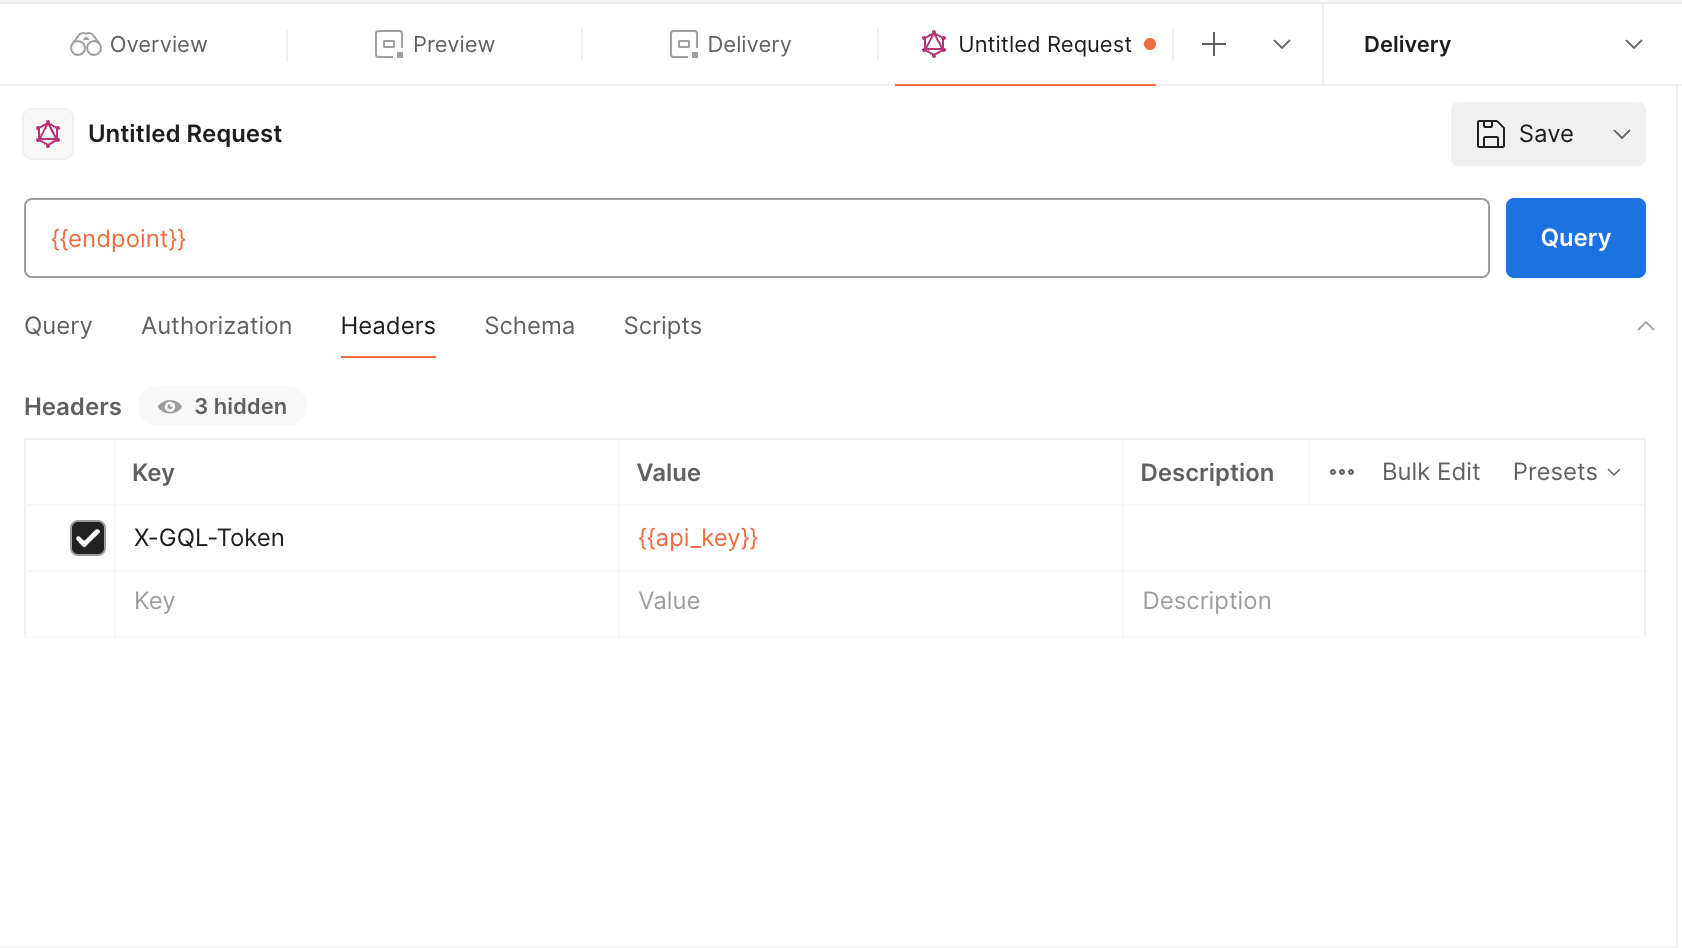 Overview Preview Delivery Untitled Request Delivery
Untitled Request Save
{{endpoint}} Query
Query Authorization Headers Schema Scripts
Headers 3 hidden
Key Value Description Bulk Edit Presets
X-GQL-Token {{api_key}}
Key Value Description